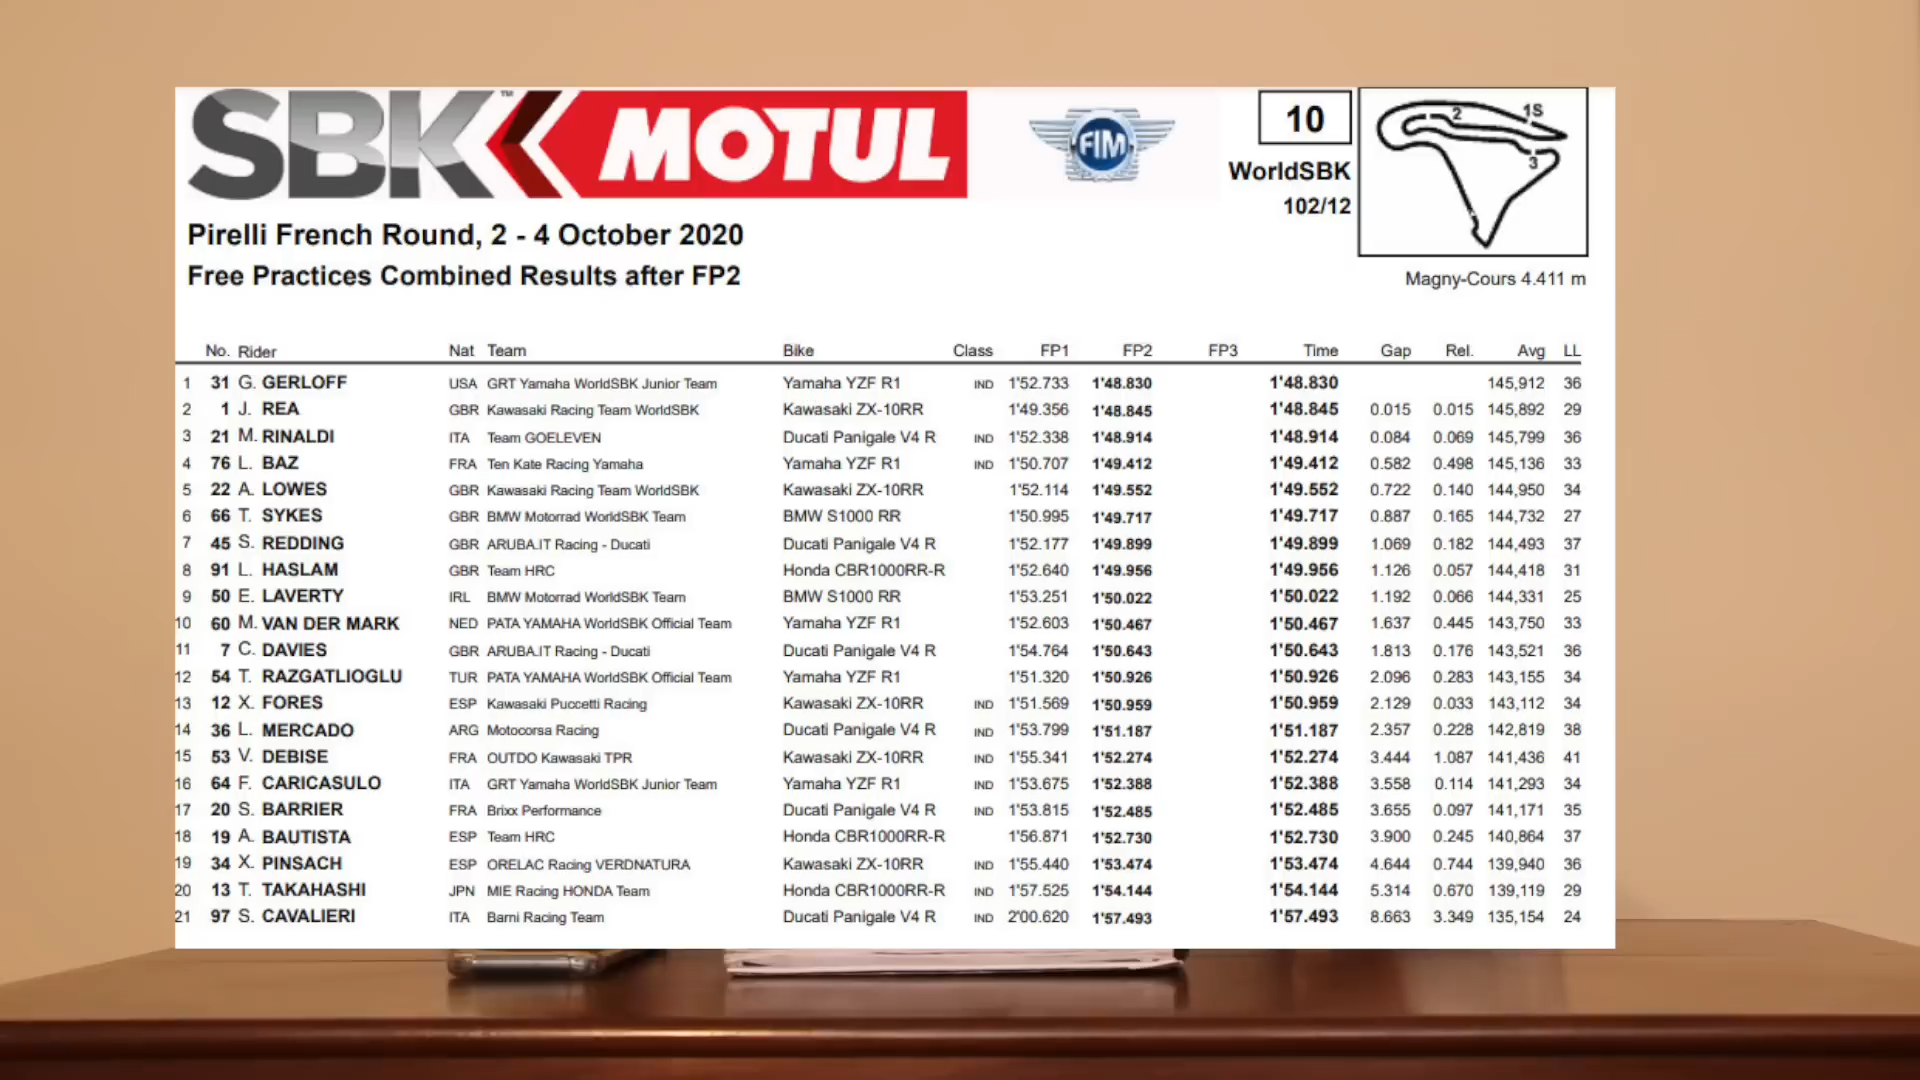 SBK™ MOTUL FIM 10
WorldSBK
102/12
2 1S
3
Pirelli French Round, 2 - 4 October 2020
Free Practices Combined Results after FP2
Magny-Cours 4.411 m
No. Rider Nat Team Bike Class FP1 FP2 FP3 Time Gap Rel. Avg LL
1 31 G. GERLOFF USA GRT Yamaha WorldSBK Junior Team Yamaha YZF R1 IND 1'52.733 1'48.830 1'48.830 145,912 36
2 1 J. REA GBR Kawasaki Racing Team WorldSBK Kawasaki ZX-10RR 1'49.356 1'48.845 1'48.845 0.015 0.015 145,892 29
3 21 M. RINALDI ITA Team GOELEVEN Ducati Panigale V4 R IND 1'52.338 1'48.914 1'48.914 0.084 0.069 145,799 36
4 76 L. BAZ FRA Ten Kate Racing Yamaha Yamaha YZF R1 IND 1'50.707 1'49.412 1'49.412 0.582 0.498 145,136 33
5 22 A. LOWES GBR Kawasaki Racing Team WorldSBK Kawasaki ZX-10RR 1'52.114 1'49.552 1'49.552 0.722 0.140 144,950 34
6 66 T. SYKES GBR BMW Motorrad WorldSBK Team BMW S1000 RR 1'50.995 1'49.717 1'49.717 0.887 0.165 144,732 27
7 45 S. REDDING GBR ARUBA.IT Racing - Ducati Ducati Panigale V4 R 1'52.177 1'49.899 1'49.899 1.069 0.182 144,493 37
8 91 L. HASLAM GBR Team HRC Honda CBR1000RR-R 1'52.640 1'49.956 1'49.956 1.126 0.057 144,418 31
9 50 E. LAVERTY IRL BMW Motorrad WorldSBK Team BMW S1000 RR 1'53.251 1'50.022 1'50.022 1.192 0.066 144,331 25
10 60 M. VAN DER MARK NED PATA YAMAHA WorldSBK Official Team Yamaha YZF R1 1'52.603 1'50.467 1'50.467 1.637 0.445 143,750 33
11 7 C. DAVIES GBR ARUBA.IT Racing - Ducati Ducati Panigale V4 R 1'54.764 1'50.643 1'50.643 1.813 0.176 143,521 36
12 54 T. RAZGATLIOGLU TUR PATA YAMAHA WorldSBK Official Team Yamaha YZF R1 1'51.320 1'50.926 1'50.926 2.096 0.283 143,155 34
13 12 X. FORES ESP Kawasaki Puccetti Racing Kawasaki ZX-10RR IND 1'51.569 1'50.959 1'50.959 2.129 0.033 143,112 34
14 36 L. MERCADO ARG Motocorsa Racing Ducati Panigale V4 R IND 1'53.799 1'51.187 1'51.187 2.357 0.228 142,819 38
15 53 V. DEBISE FRA OUTDO Kawasaki TPR Kawasaki ZX-10RR IND 1'55.341 1'52.274 1'52.274 3.444 1.087 141,436 41
16 64 F. CARICASULO ITA GRT Yamaha WorldSBK Junior Team Yamaha YZF R1 IND 1'53.675 1'52.388 1'52.388 3.558 0.114 141,293 34
17 20 S. BARRIER FRA Brixx Performance Ducati Panigale V4 R IND 1'53.815 1'52.485 1'52.485 3.655 0.097 141,171 35
18 19 A. BAUTISTA ESP Team HRC Honda CBR1000RR-R 1'56.871 1'52.730 1'52.730 3.900 0.245 140,864 37
19 34 X. PINSACH ESP ORELAC Racing VERDNATURA Kawasaki ZX-10RR IND 1'55.440 1'53.474 1'53.474 4.644 0.744 139,940 36
20 13 T. TAKAHASHI JPN MIE Racing HONDA Team Honda CBR1000RR-R IND 1'57.525 1'54.144 1'54.144 5.314 0.670 139,119 29
21 97 S. CAVALIERI ITA Barni Racing Team Ducati Panigale V4 R IND 2'00.620 1'57.493 1'57.493 8.663 3.349 135,154 24